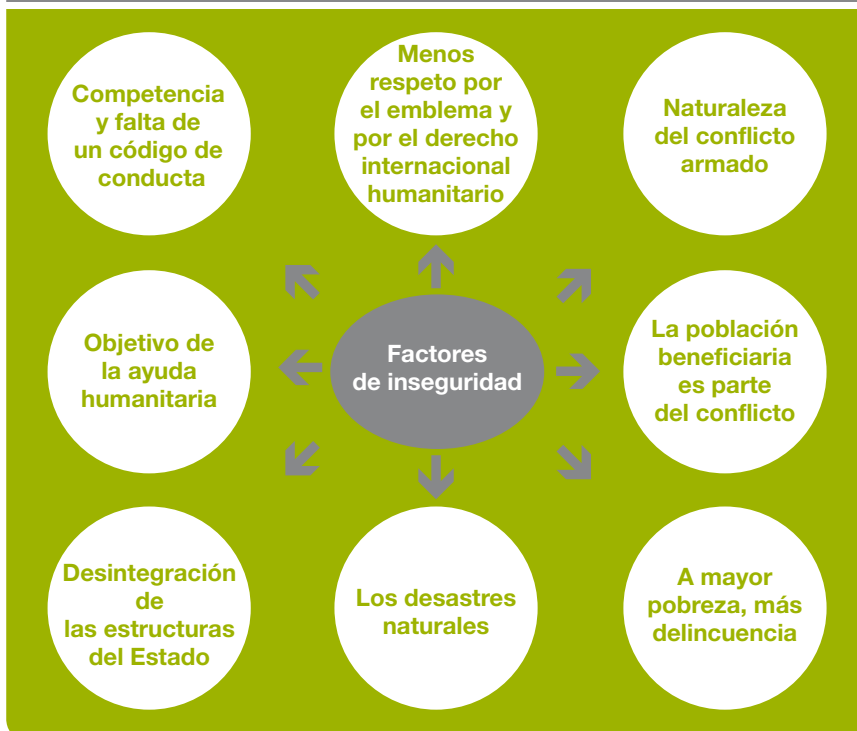 Competencia
y falta de
un código de
conducta
Menos
respeto por
el emblema y
por el derecho
internacional
humanitario
Naturaleza
del conflicto
armado
Objetivo de
la ayuda
humanitaria
Factores
de inseguridad
La población
beneficiaria
es parte
del conflicto
Desintegración
de
las estructuras
del Estado
Los desastres
naturales
A mayor
pobreza, más
delincuencia